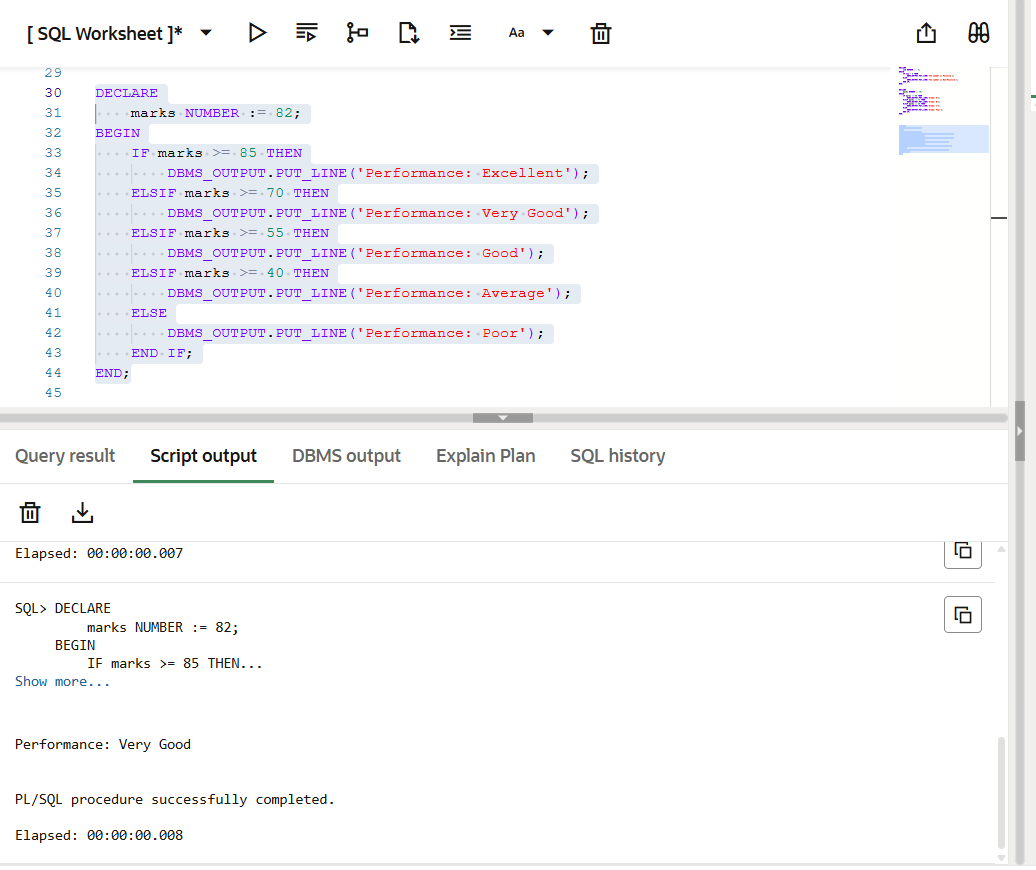 [ SQL Worksheet ]* Aa
29
30 DECLARE
31     marks NUMBER := 82;
32 BEGIN
33     IF marks >= 85 THEN
34         DBMS_OUTPUT.PUT_LINE('Performance: Excellent');
35     ELSIF marks >= 70 THEN
36         DBMS_OUTPUT.PUT_LINE('Performance: Very Good');
37     ELSIF marks >= 55 THEN
38         DBMS_OUTPUT.PUT_LINE('Performance: Good');
39     ELSIF marks >= 40 THEN
40         DBMS_OUTPUT.PUT_LINE('Performance: Average');
41     ELSE
42         DBMS_OUTPUT.PUT_LINE('Performance: Poor');
43     END IF;
44 END;
45
Query result Script output DBMS output Explain Plan SQL history
Elapsed: 00:00:00.007
SQL> DECLARE
         marks NUMBER := 82;
     BEGIN
         IF marks >= 85 THEN...
Show more...
Performance: Very Good
PL/SQL procedure successfully completed.
Elapsed: 00:00:00.008